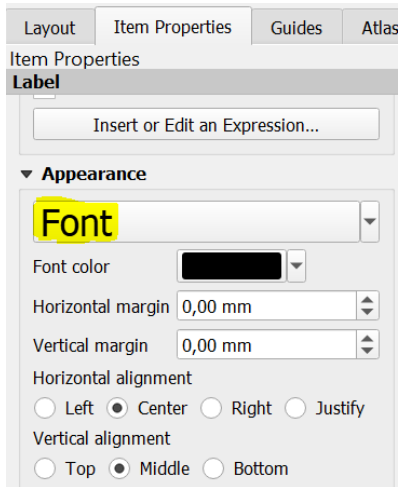 Layout Item Properties Guides Atlas
Item Properties
Label
Insert or Edit an Expression...
Appearance
Font
Font color
Horizontal margin 0,00 mm
Vertical margin 0,00 mm
Horizontal alignment
Left Center Right Justify
Vertical alignment
Top Middle Bottom